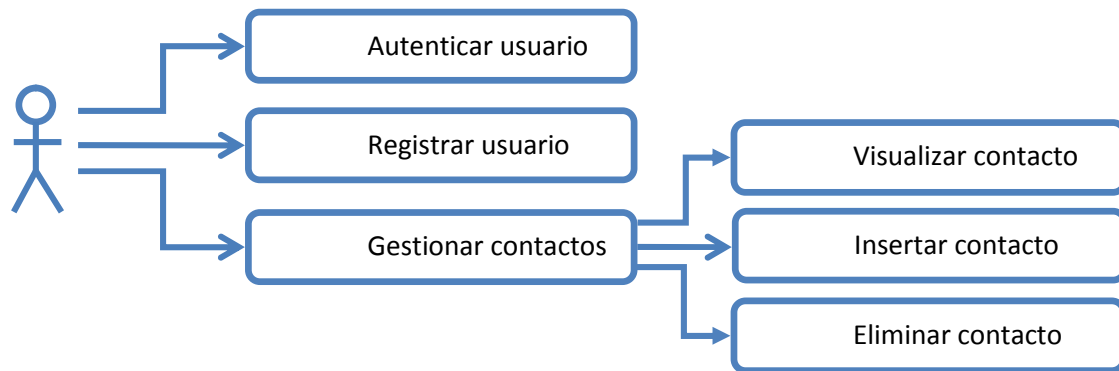 Autenticar usuario
Registrar usuario
Gestionar contactos
Visualizar contacto
Insertar contacto
Eliminar contacto